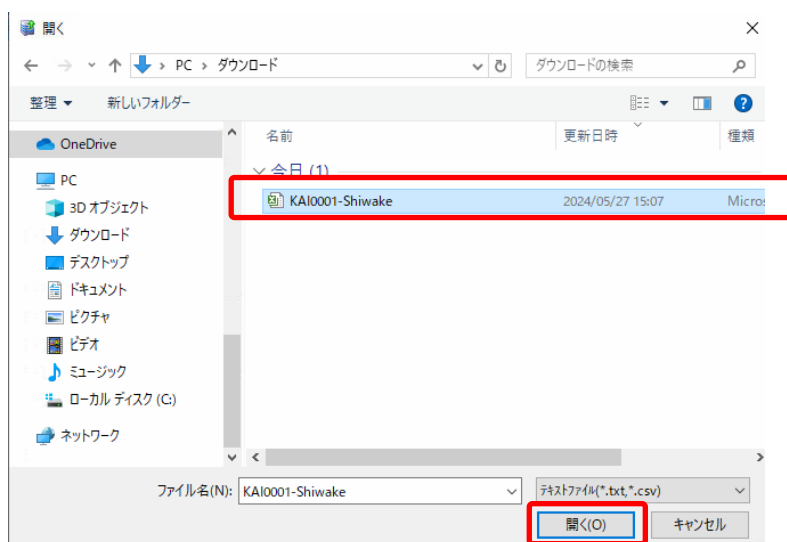 開く
PC › ダウンロード
ダウンロードの検索
整理 新しいフォルダー
名前 更新日時 種類
OneDrive
今日 (1)
PC
KAI0001-Shiwake 2024/05/27 15:07 Micros
3D オブジェクト
ダウンロード
デスクトップ
ドキュメント
ピクチャ
ビデオ
ミュージック
ローカル ディスク (C:)
ネットワーク
ファイル名(N): KAI0001-Shiwake ﾃｷｽﾄﾌｧｲﾙ(*.txt,*.csv)
開く(O) キャンセル